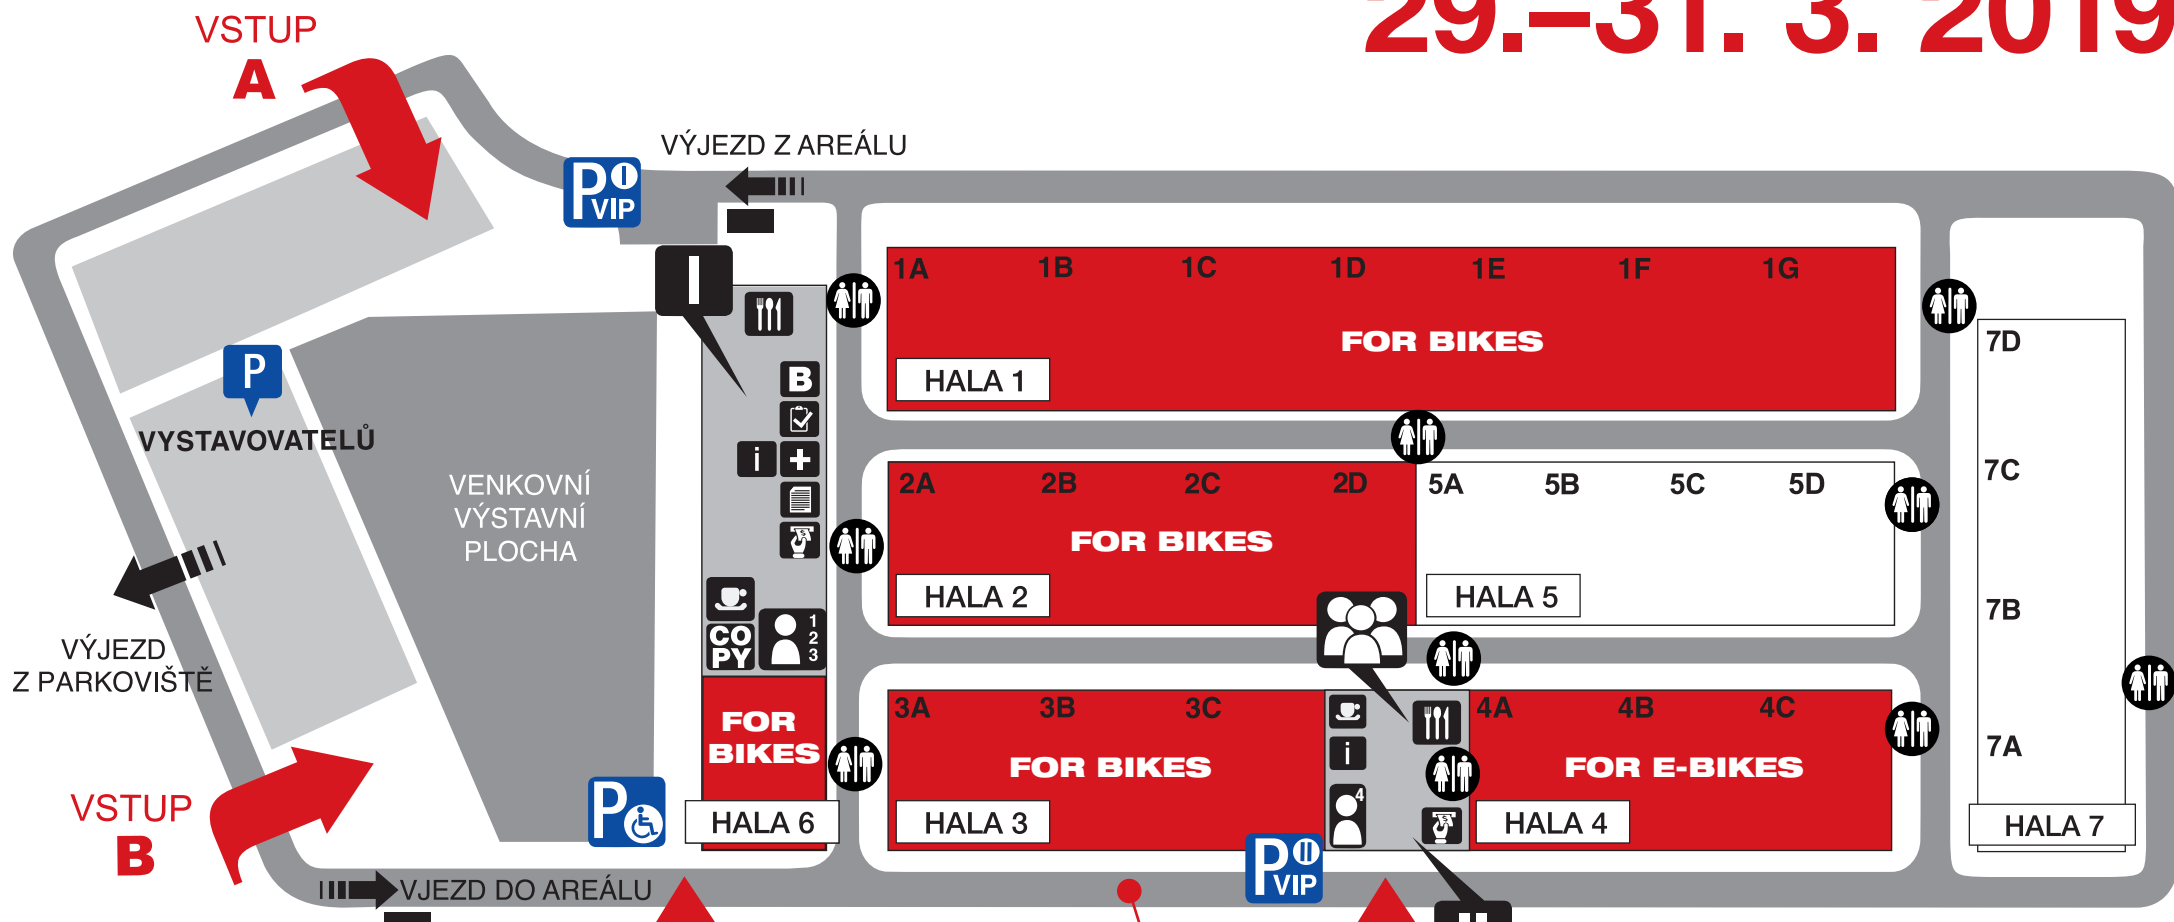 29.–31. 3. 2019
VSTUP
A
VÝJEZD Z AREÁLU
P I
VIP
I
1A 1B 1C 1D 1E 1F 1G
FOR BIKES
HALA 1
7D
P
VYSTAVOVATELŮ
B
i
VENKOVNÍ
VÝSTAVNÍ
PLOCHA
2A 2B 2C 2D 5A 5B 5C 5D
7C
FOR BIKES
HALA 2
HALA 5
7B
COPY
1
2
3
VÝJEZD
Z PARKOVIŠTĚ
3A 3B 3C 4A 4B 4C
FOR
BIKES
FOR BIKES
i
FOR E-BIKES
7A
VSTUP
B
P
HALA 6
HALA 3
4
HALA 4
HALA 7
P II
VIP
VJEZD DO AREÁLU
II